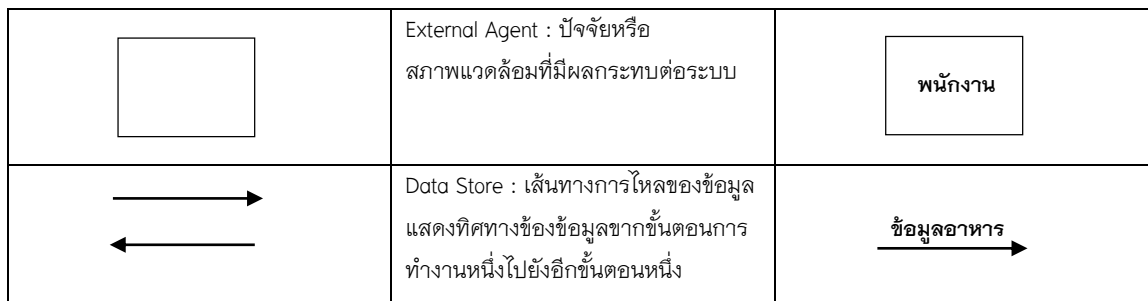 External Agent : ปัจจัยหรือ
สภาพแวดล้อมที่มีผลกระทบต่อระบบ
พนักงาน
Data Store : เส้นทางการไหลของข้อมูล
แสดงทิศทางข้องข้อมูลขากขั้นตอนการ
ทำงานหนึ่งไปยังอีกขั้นตอนหนึ่ง
ข้อมูลอาหาร